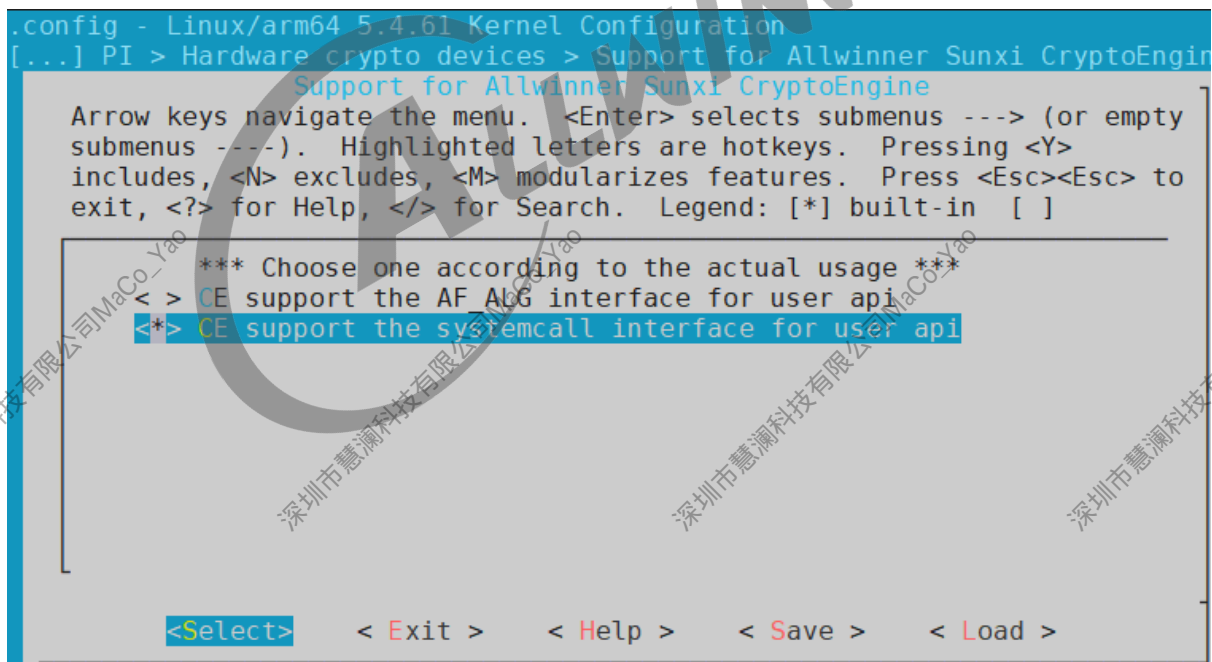 .config - Linux/arm64 5.4.61 Kernel Configuration
[...] PI > Hardware crypto devices > Support for Allwinner Sunxi CryptoEngin
Support for Allwinner Sunxi CryptoEngine
Arrow keys navigate the menu.  <Enter> selects submenus ---> (or empty
submenus ----).  Highlighted letters are hotkeys.  Pressing <Y>
includes, <N> excludes, <M> modularizes features.  Press <Esc><Esc> to
exit, <?> for Help, </> for Search.  Legend: [*] built-in  [ ]
*** Choose one according to the actual usage ***
< > CE support the AF_ALG interface for user api
<*> CE support the systemcall interface for user api
<Select>    < Exit >    < Help >    < Save >    < Load >
ALLWIN
深圳市慧澜科技有限公司MaCo_Yao
深圳市慧澜科技有限公司MaCo_Yao
深圳市慧澜科技有
科技有限公司MaCo_Yao